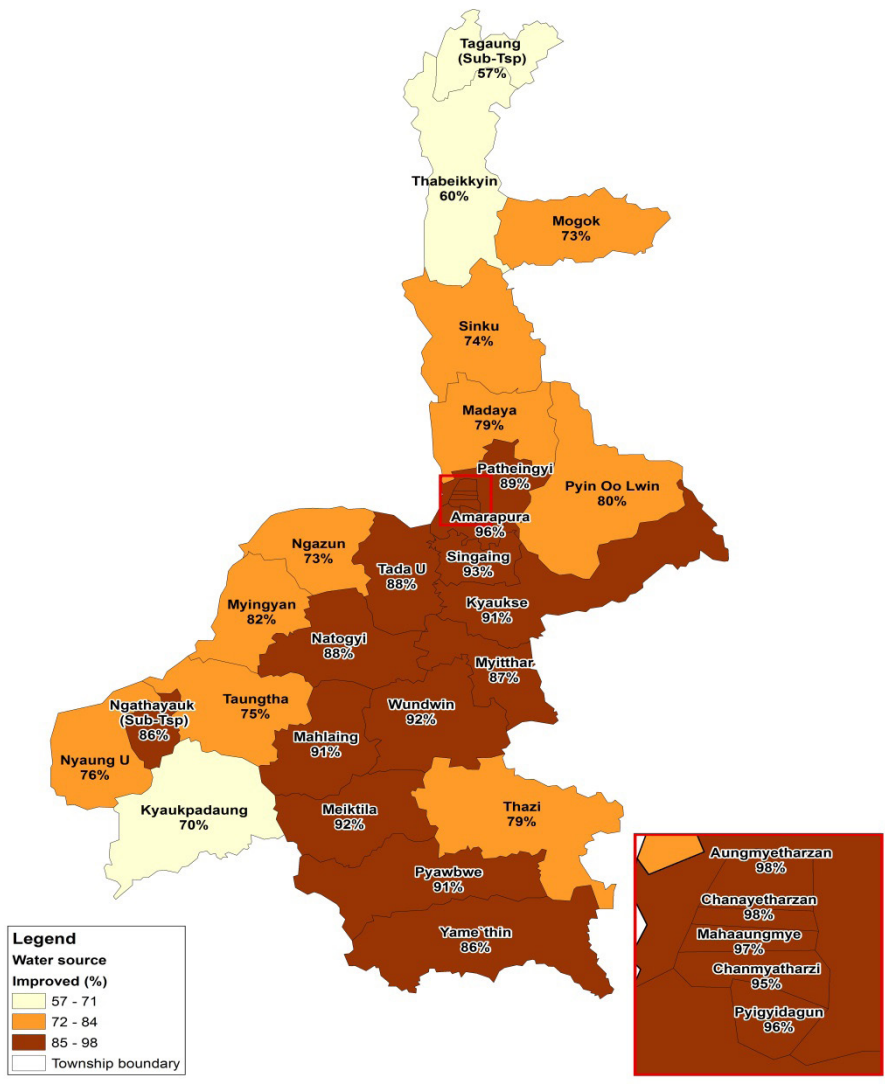 Tagaung
(Sub-Tsp)
57%
Thabeikkyin
60%
Mogok
73%
Sinku
74%
Madaya
79%
Patheingyi
89%
Pyin Oo Lwin
80%
Amarapura
96%
Ngazun
73%
Tada U
88%
Singaing
93%
Kyaukse
91%
Myingyan
82%
Natogyi
88%
Myitthar
87%
Taungtha
75%
Ngathayauk
(Sub-Tsp)
86%
Wundwin
92%
Mahlaing
91%
Nyaung U
76%
Kyaukpadaung
70%
Meiktila
92%
Thazi
79%
Pyawbwe
91%
Yame`thin
86%
Aungmyetharzan
98%
Chanayetharzan
98%
Mahaaungmye
97%
Chanmyatharzi
95%
Pyigyidagun
96%
Legend
Water source
Improved (%)
57 - 71
72 - 84
85 - 98
Township boundary